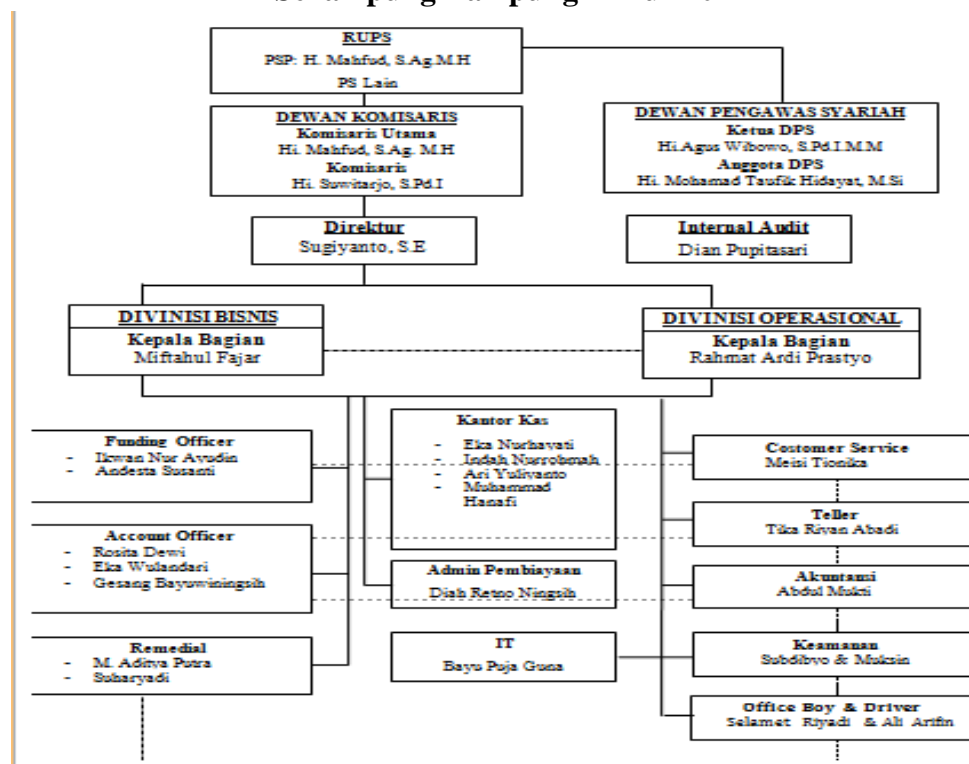 RUPS
PSP: H. Mahfud, S.Ag.M.H
PS Lain
DEWAN KOMISARIS
Komisaris Utama
Hi. Mahfud, S.Ag. M.H
Komisaris
Hi. Suwitarjo, S.Pd.I
DEWAN PENGAWAS SYARIAH
Ketua DPS
Hi.Agus Wibowo, S.Pd.I.M.M
Anggota DPS
Hi. Mohamad Taufik Hidayat, M.Si
Direktur
Sugiyanto, S.E
Internal Audit
Dian Pupitasari
DIVINISI BISNIS
Kepala Bagian
Miftahul Fajar
DIVINISI OPERASIONAL
Kepala Bagian
Rahmat Ardi Prastyo
Funding Officer
- Ikwan Nur Ayudin
- Andesta Susanti
Account Officer
- Rosita Dewi
- Eka Wulandari
- Gesang Bayuwiningsih
Remedial
- M. Aditya Putra
- Suharyadi
Kantor Kas
- Eka Nurhayati
- Indah Nurrohmah
- Ari Yuliyanto
- Muhammad
Hanafi
Admin Pembiayaan
Diah Retno Ningsih
IT
Bayu Puja Guna
Costomer Service
Meisi Tionika
Teller
Tika Riyan Abadi
Akuntansi
Abdul Mukti
Keamanan
Subdibyo & Muksin
Office Boy & Driver
Selamet Riyadi & Ali Arifin